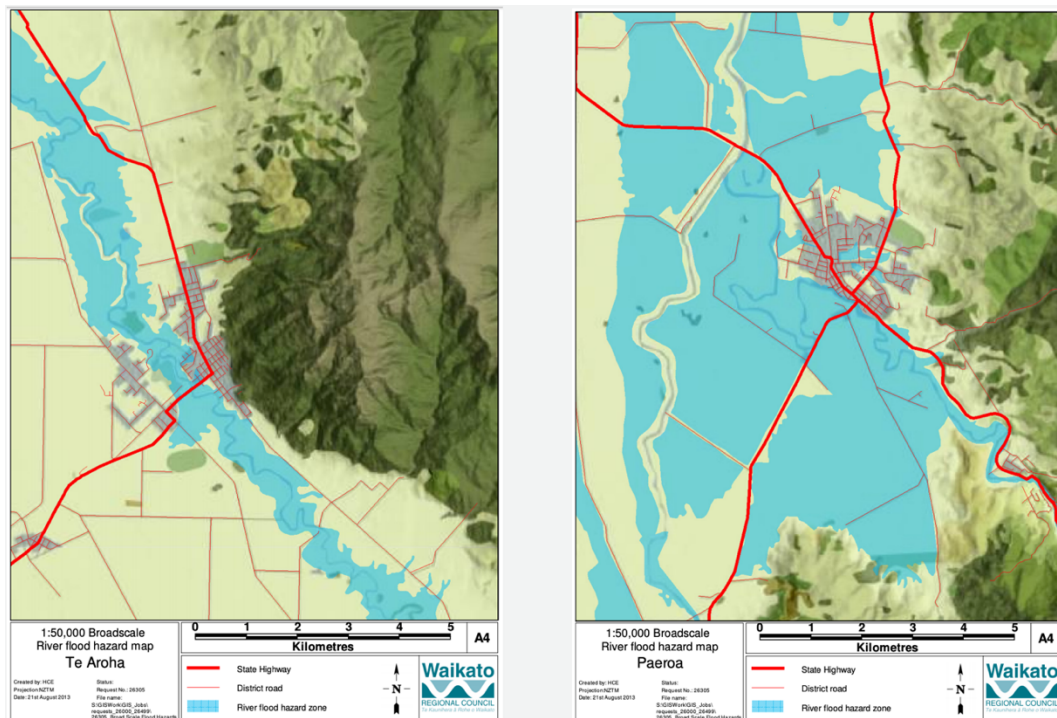 1:50,000 Broadscale
River flood hazard map
Te Aroha
Created by: HCE
Projection:NZTM
Date: 21st August 2013
Status:
Request No.: 26305
File name:
S:\GISWork\GIS_Jobs\
requests_26000_26499\
0 1 2 3 4 5
Kilometres
A4
State Highway
District road
River flood hazard zone
N
Waikato
REGIONAL COUNCIL
1:50,000 Broadscale
River flood hazard map
Paeroa
Created by: HCE
Projection:NZTM
Date: 21st August 2013
Status:
Request No.: 26305
File name:
S:\GISWork\GIS_Jobs\
requests_26000_26499\
0 1 2 3 4 5
Kilometres
A4
State Highway
District road
River flood hazard zone
N
Waikato
REGIONAL COUNCIL